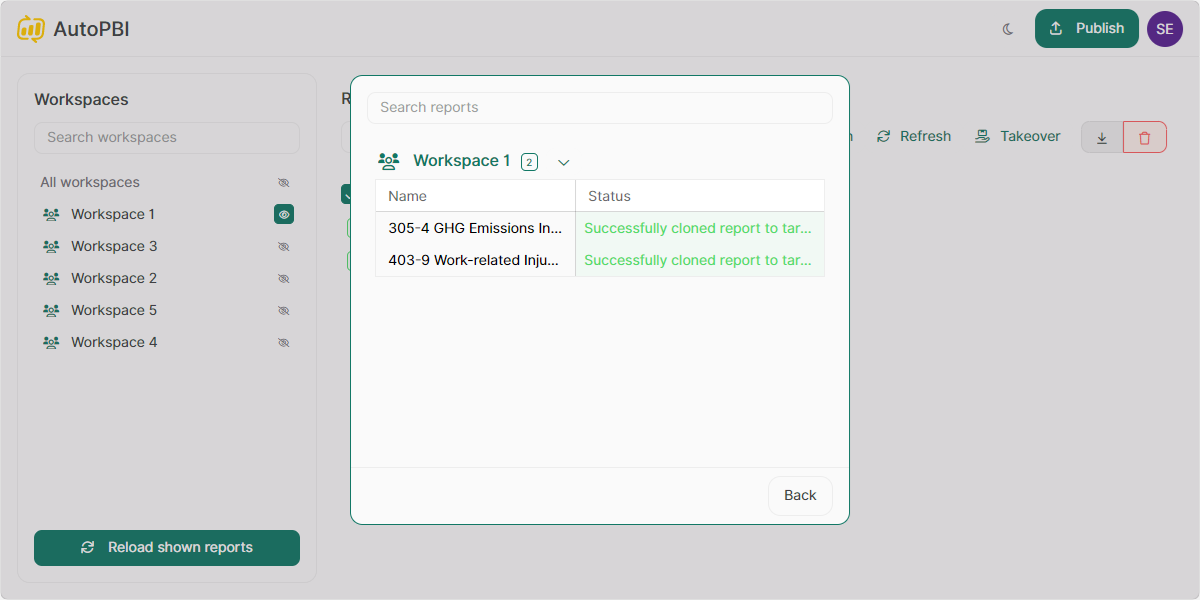 AutoPBI
Publish
SE
Workspaces
Search workspaces
All workspaces
Workspace 1
Workspace 3
Workspace 2
Workspace 5
Workspace 4
Reload shown reports
Refresh
Takeover
Search reports
Workspace 1 2
Name Status
305-4 GHG Emissions In... Successfully cloned report to tar...
403-9 Work-related Inju... Successfully cloned report to tar...
Back